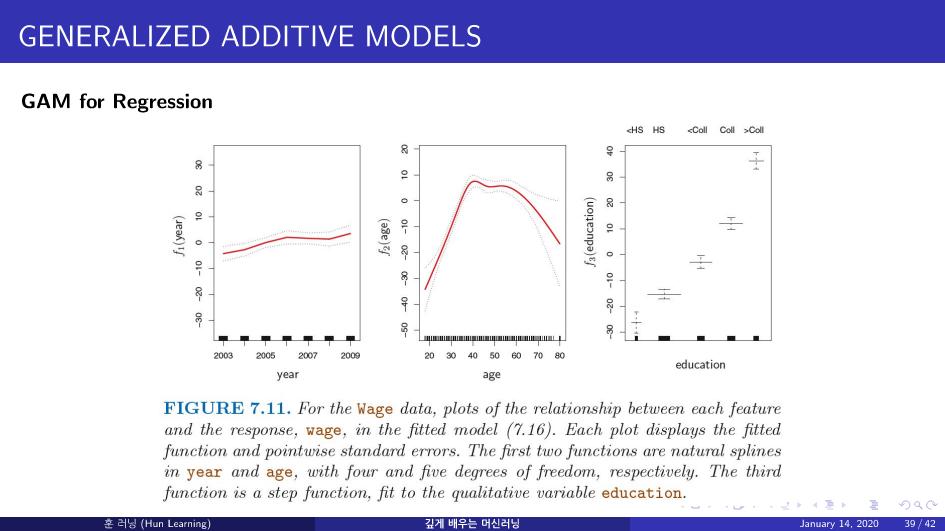 GENERALIZED ADDITIVE MODELS
GAM for Regression
<HS HS <Coll Coll >Coll
30
20
10
0
-10
-20
-30
f1(year)
2003 2005 2007 2009
year
20
10
0
-10
-20
-30
-40
-50
f2(age)
20 30 40 50 60 70 80
age
40
30
20
10
0
-10
-20
-30
f3(education)
education
FIGURE 7.11. For the Wage data, plots of the relationship between each feature
and the response, wage, in the fitted model (7.16). Each plot displays the fitted
function and pointwise standard errors. The first two functions are natural splines
in year and age, with four and five degrees of freedom, respectively. The third
function is a step function, fit to the qualitative variable education.
훈 러닝 (Hun Learning) 깊게 배우는 머신러닝 January 14, 2020 39 / 42